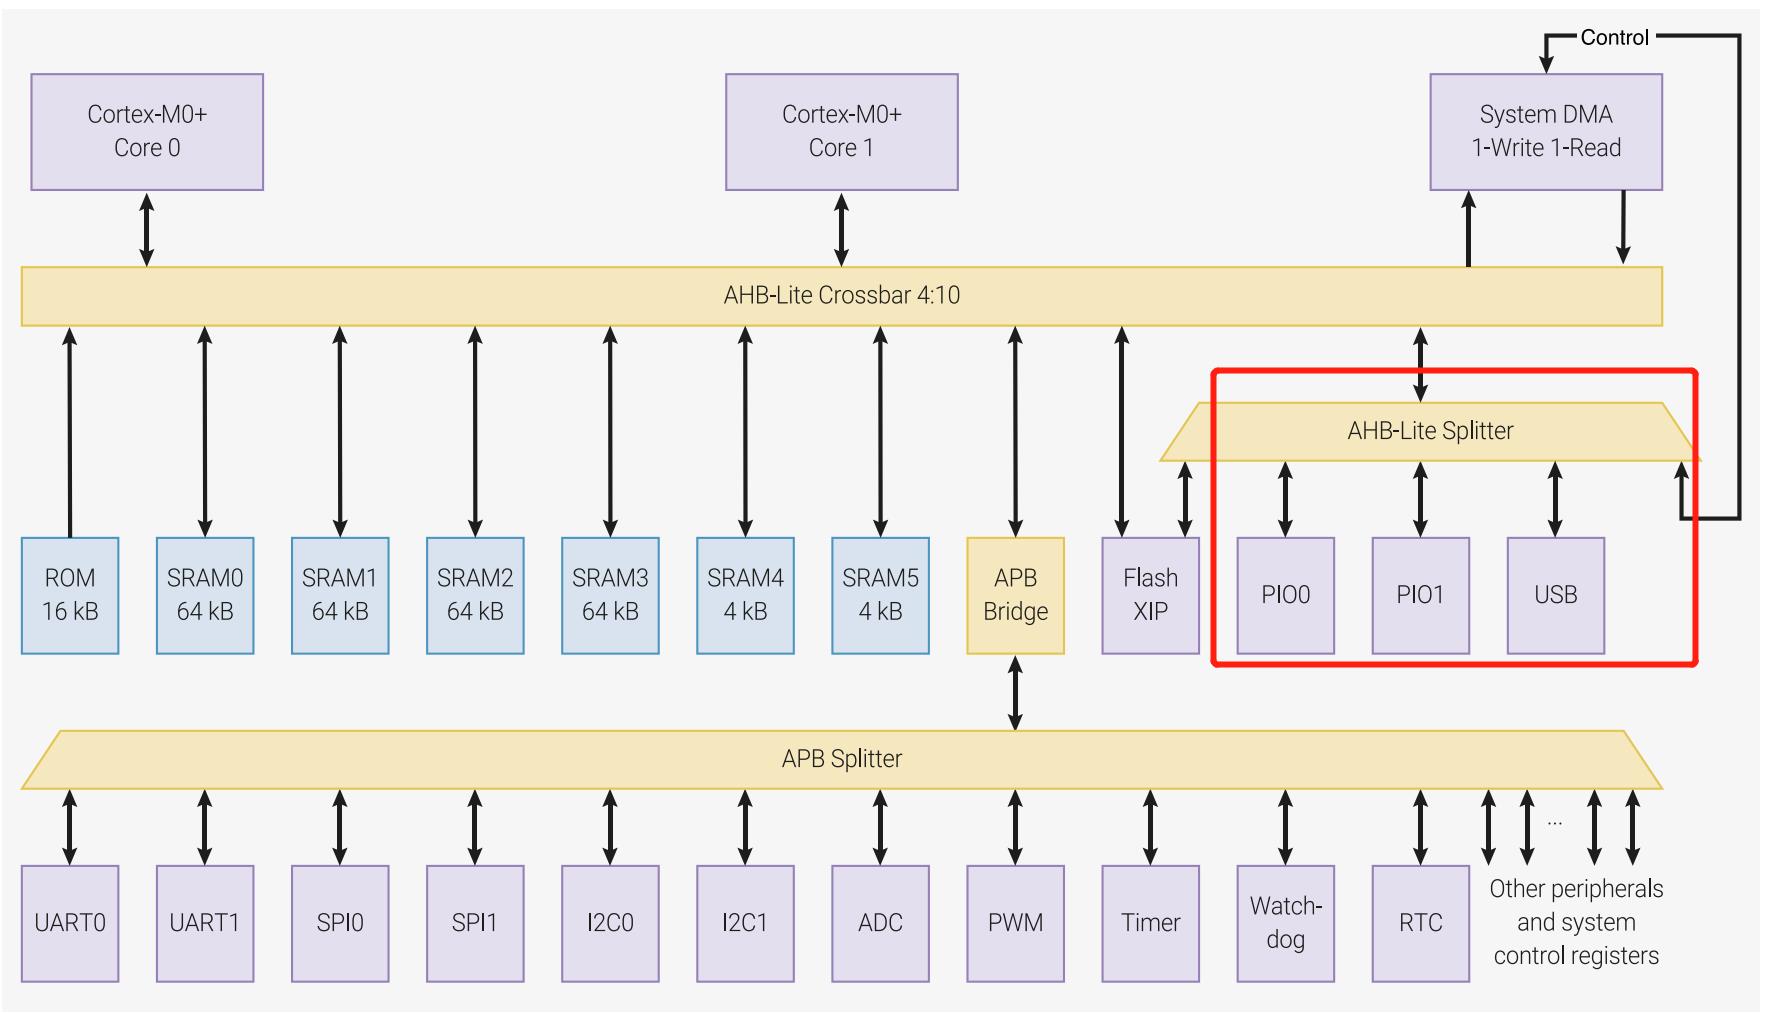 Control
Cortex-M0+
Core 0
Cortex-M0+
Core 1
System DMA
1-Write 1-Read
AHB-Lite Crossbar 4:10
AHB-Lite Splitter
ROM
16 kB
SRAM0
64 kB
SRAM1
64 kB
SRAM2
64 kB
SRAM3
64 kB
SRAM4
4 kB
SRAM5
4 kB
APB
Bridge
Flash
XIP
PIO0
PIO1
USB
APB Splitter
UART0
UART1
SPI0
SPI1
I2C0
I2C1
ADC
PWM
Timer
Watch-
dog
RTC
...
Other peripherals
and system
control registers